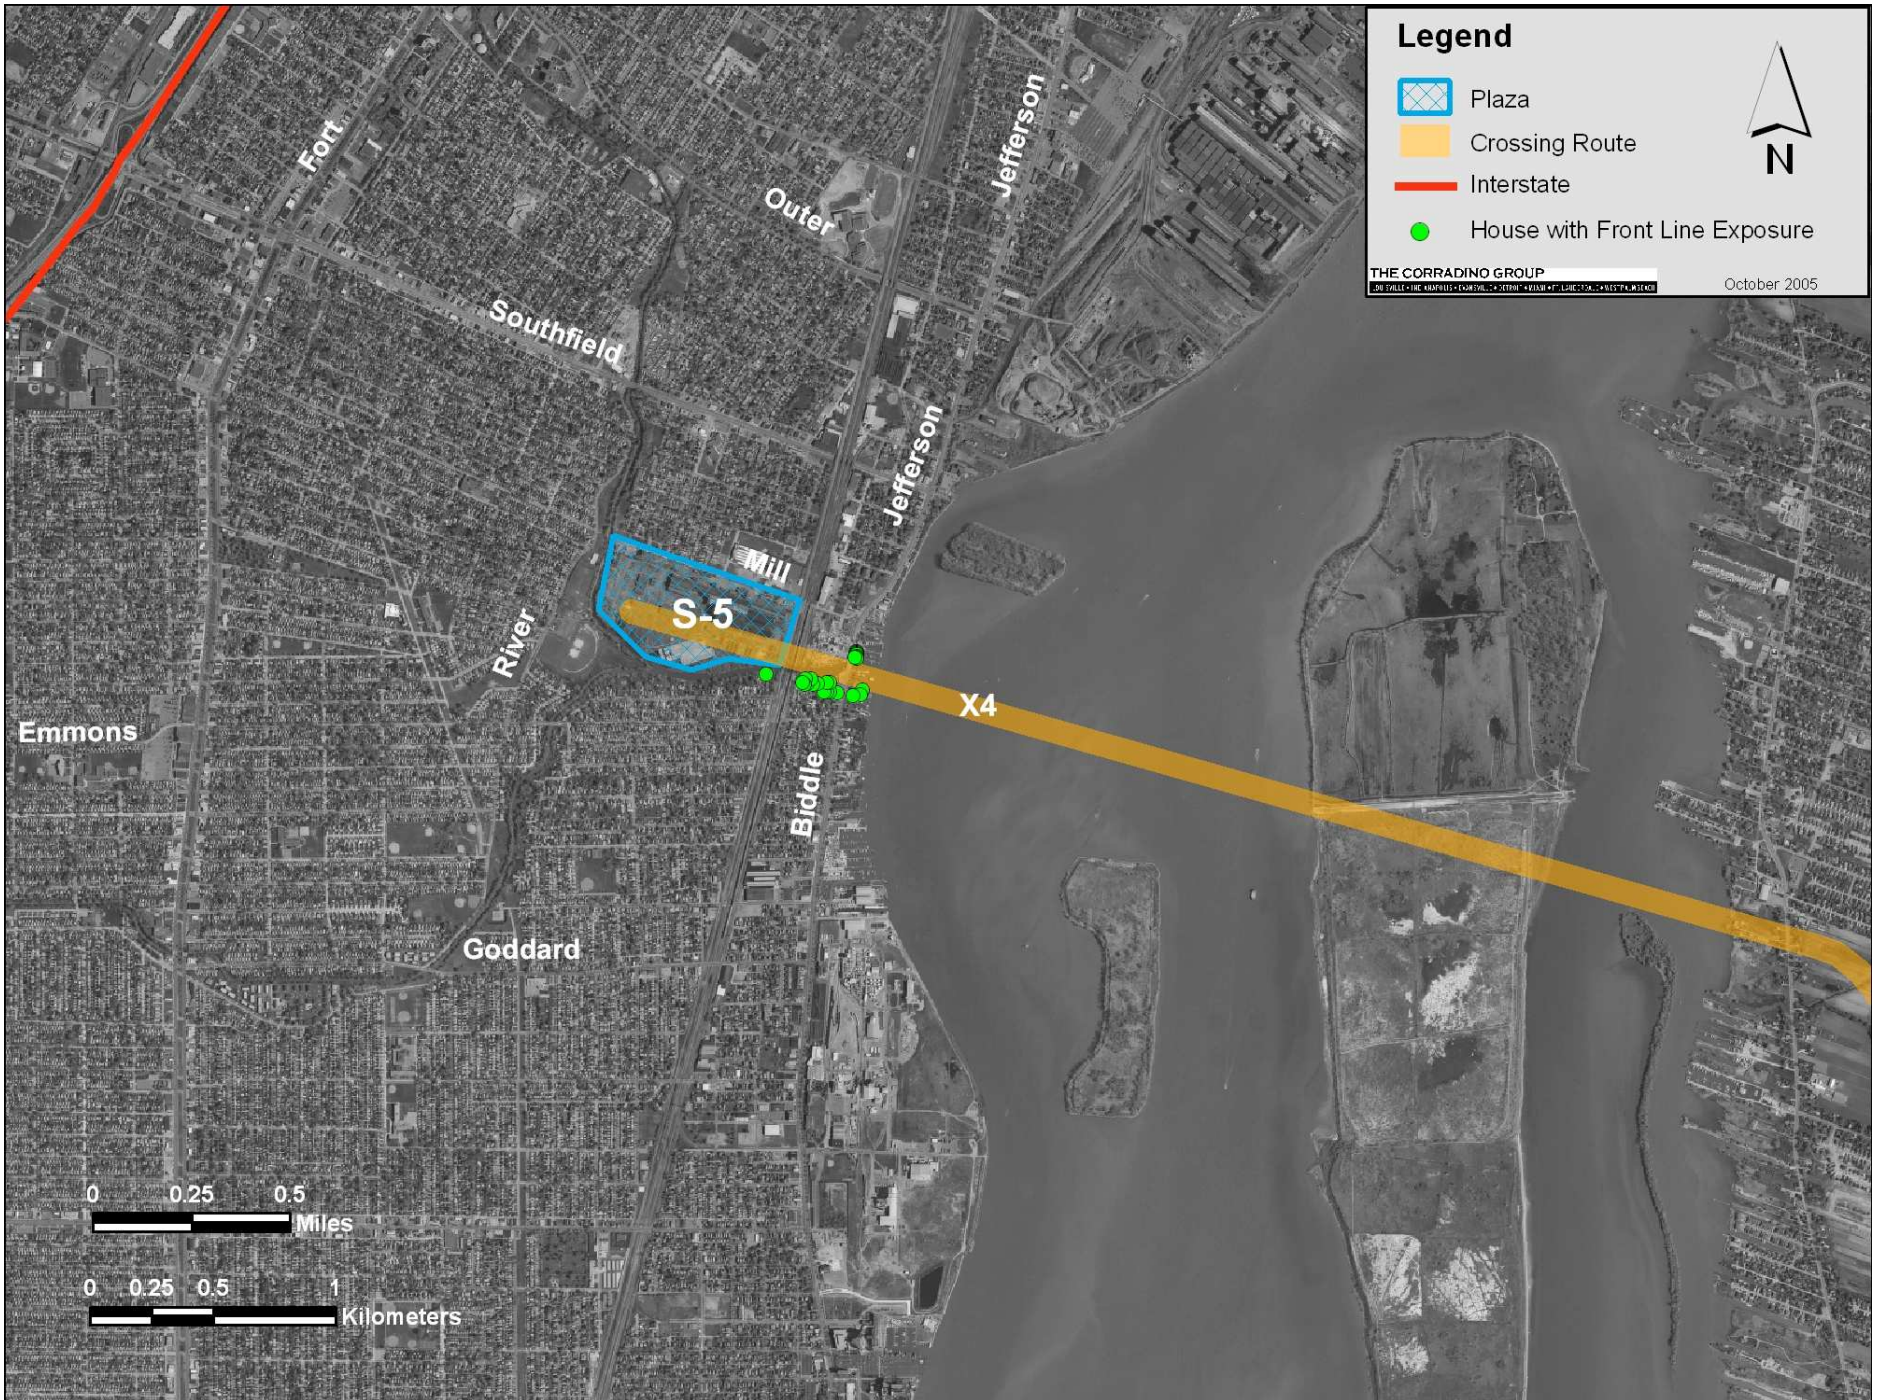 Legend
Plaza
Crossing Route
Interstate
House with Front Line Exposure
N
THE CORRADINO GROUP
October 2005
Fort
Jefferson
Outer
Southfield
Jefferson
Mill
S-5
River
X4
Emmons
Biddle
Goddard
0 0.25 0.5
Miles
0 0.25 0.5 1
Kilometers